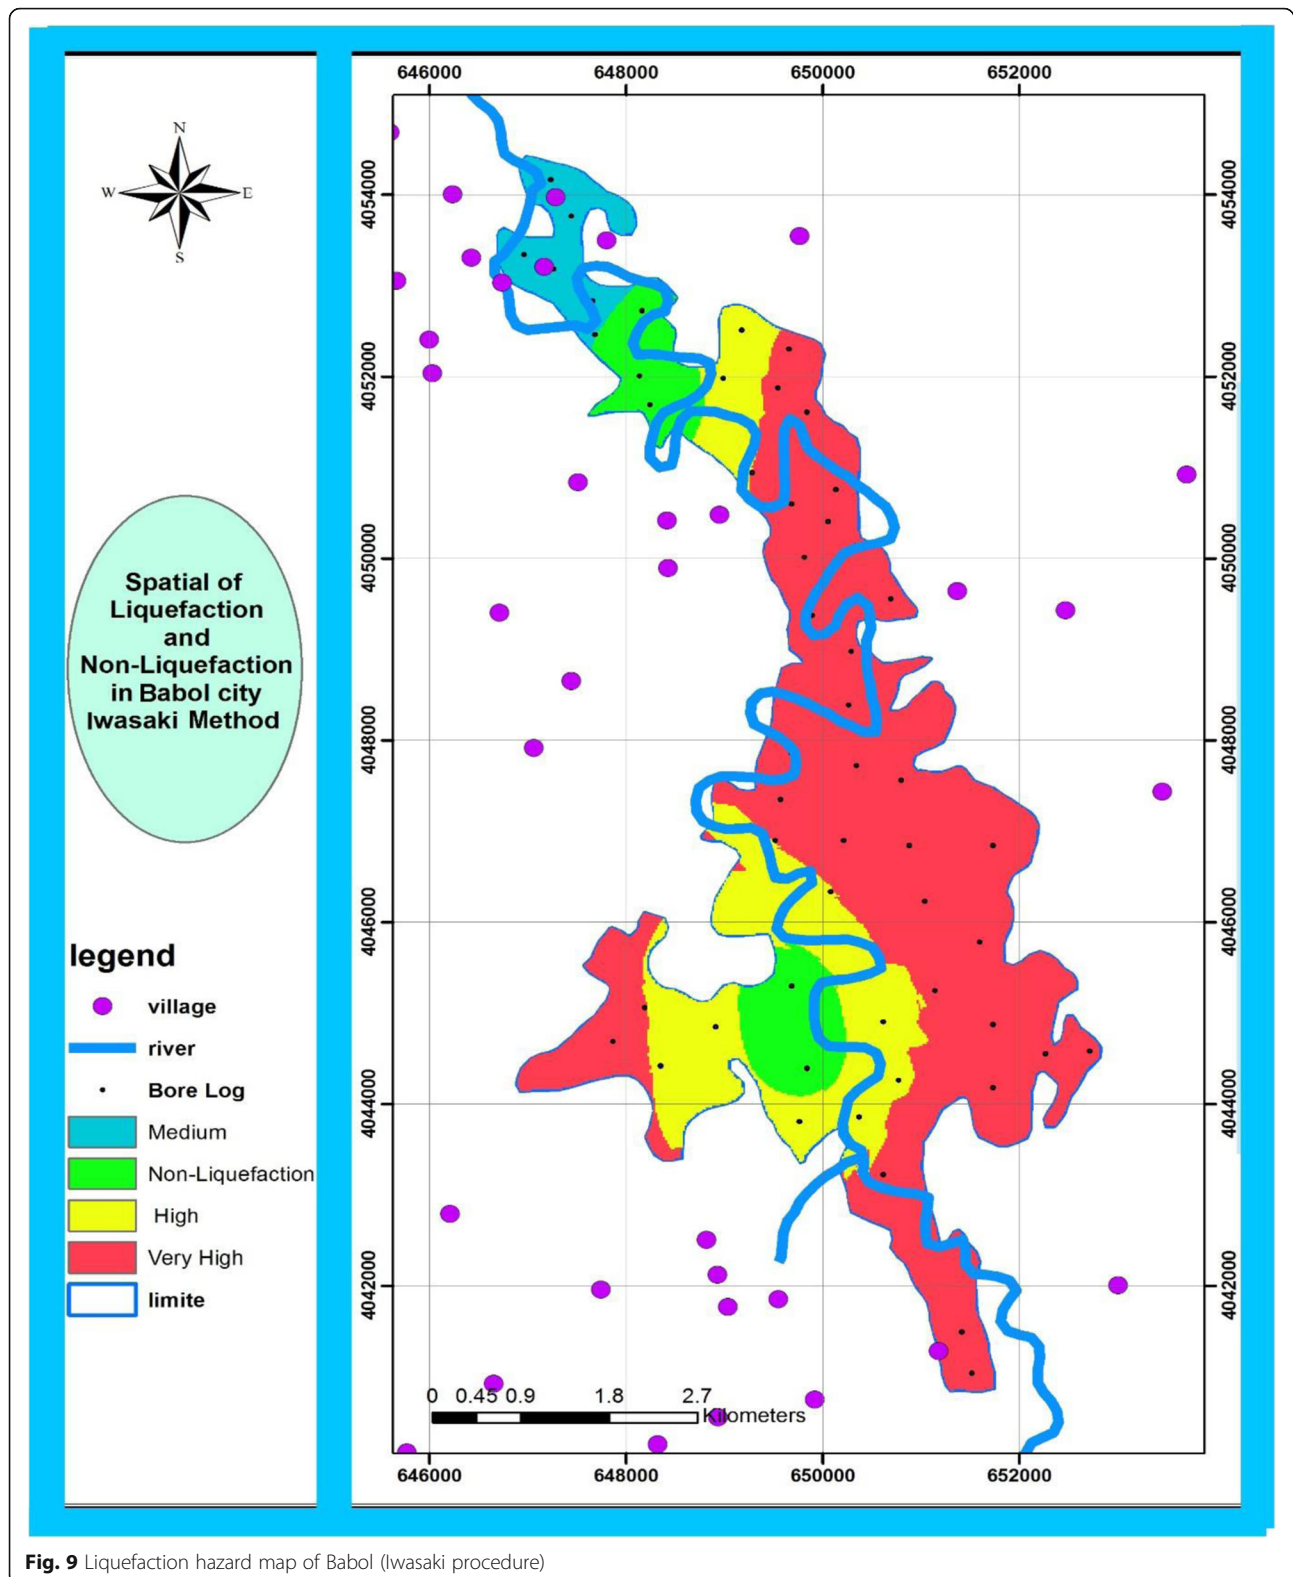 646000 648000 650000 652000
N
W E
S
4054000 4054000
4052000 4052000
4050000 4050000
4048000 4048000
4046000 4046000
4044000 4044000
4042000 4042000
Spatial of
Liquefaction
and
Non-Liquefaction
in Babol city
Iwasaki Method
legend
village
river
Bore Log
Medium
Non-Liquefaction
High
Very High
limite
0 0.45 0.9 1.8 2.7
Kilometers
646000 648000 650000 652000
Fig. 9 Liquefaction hazard map of Babol (Iwasaki procedure)